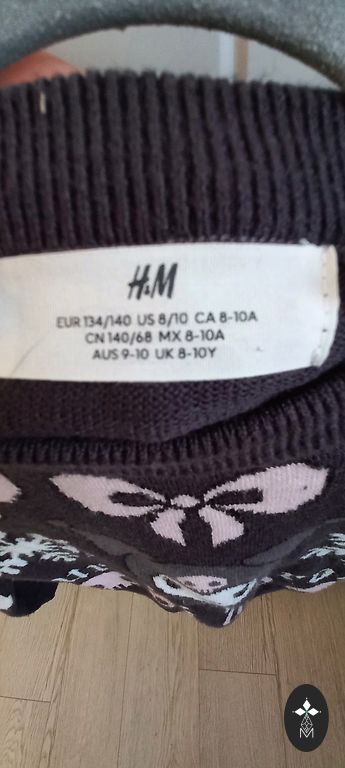 H&M
EUR 134/140 US 8/10 CA 8-10A
CN 140/68 MX 8-10A
AUS 9-10 UK 8-10Y
M